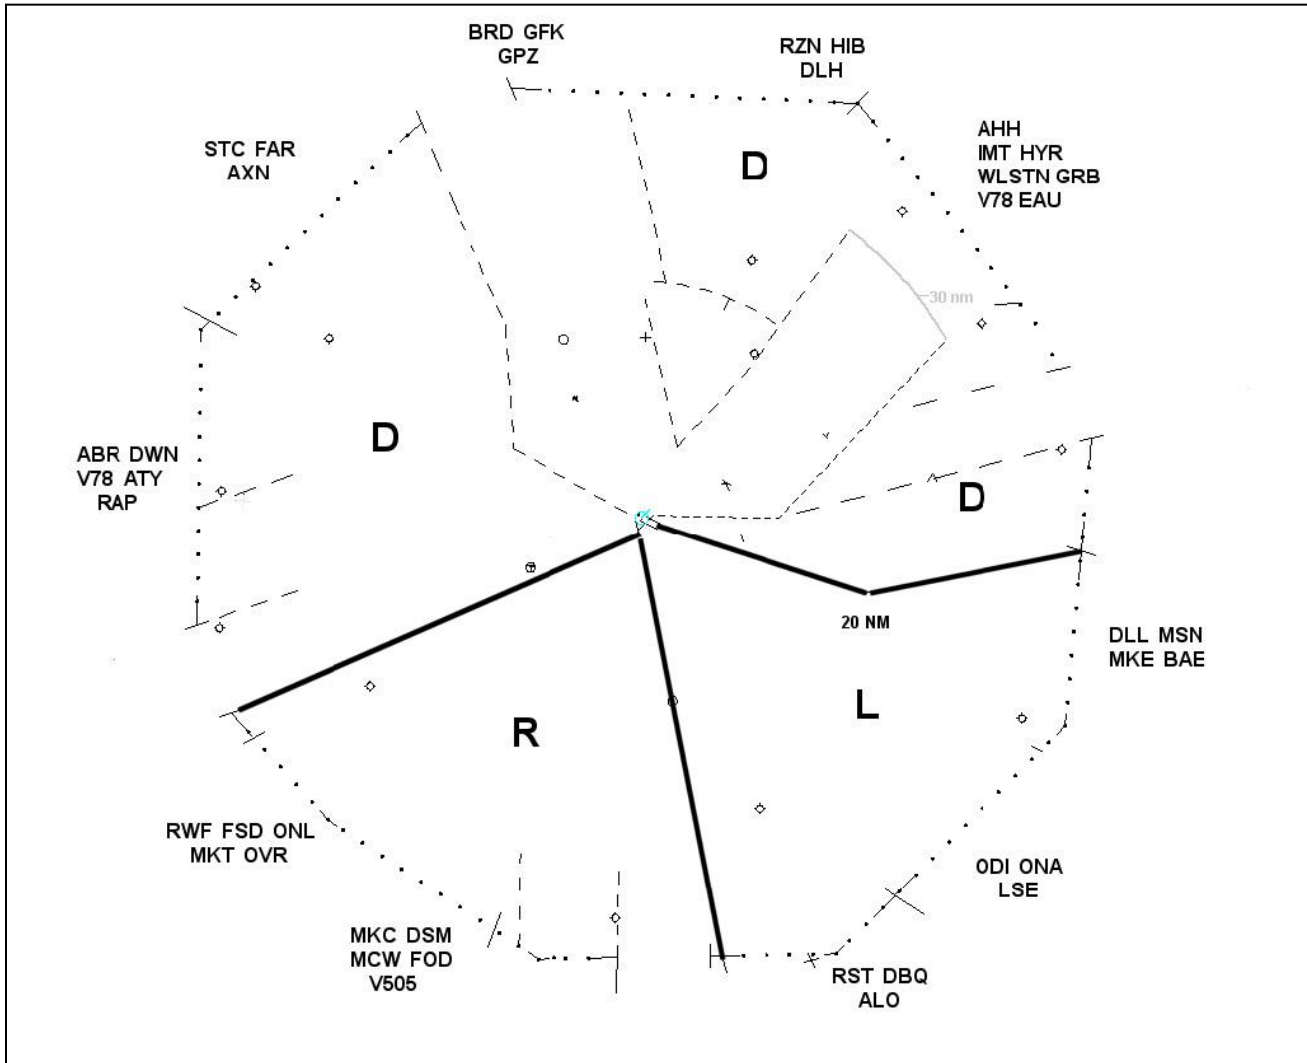 BRD GFK
GPZ
RZN HIB
DLH
STC FAR
AXN
AHH
IMT HYR
WLSTN GRB
V78 EAU
D
30 nm
D
ABR DWN
V78 ATY
RAP
D
20 NM
DLL MSN
MKE BAE
R
L
RWF FSD ONL
MKT OVR
ODI ONA
LSE
MKC DSM
MCW FOD
V505
RST DBQ
ALO